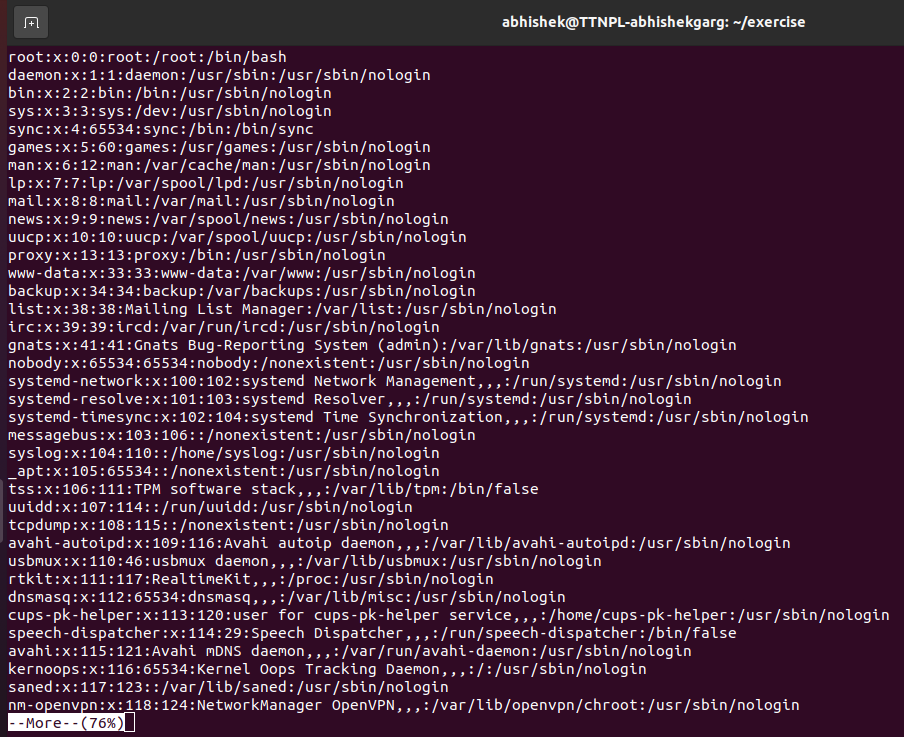 abhishek@TTNPL-abhishekgarg: ~/exercise
root:x:0:0:root:/root:/bin/bash
daemon:x:1:1:daemon:/usr/sbin:/usr/sbin/nologin
bin:x:2:2:bin:/bin:/usr/sbin/nologin
sys:x:3:3:sys:/dev:/usr/sbin/nologin
sync:x:4:65534:sync:/bin:/bin/sync
games:x:5:60:games:/usr/games:/usr/sbin/nologin
man:x:6:12:man:/var/cache/man:/usr/sbin/nologin
lp:x:7:7:lp:/var/spool/lpd:/usr/sbin/nologin
mail:x:8:8:mail:/var/mail:/usr/sbin/nologin
news:x:9:9:news:/var/spool/news:/usr/sbin/nologin
uucp:x:10:10:uucp:/var/spool/uucp:/usr/sbin/nologin
proxy:x:13:13:proxy:/bin:/usr/sbin/nologin
www-data:x:33:33:www-data:/var/www:/usr/sbin/nologin
backup:x:34:34:backup:/var/backups:/usr/sbin/nologin
list:x:38:38:Mailing List Manager:/var/list:/usr/sbin/nologin
irc:x:39:39:ircd:/var/run/ircd:/usr/sbin/nologin
gnats:x:41:41:Gnats Bug-Reporting System (admin):/var/lib/gnats:/usr/sbin/nologin
nobody:x:65534:65534:nobody:/nonexistent:/usr/sbin/nologin
systemd-network:x:100:102:systemd Network Management,,,:/run/systemd:/usr/sbin/nologin
systemd-resolve:x:101:103:systemd Resolver,,,:/run/systemd:/usr/sbin/nologin
systemd-timesync:x:102:104:systemd Time Synchronization,,,:/run/systemd:/usr/sbin/nologin
messagebus:x:103:106::/nonexistent:/usr/sbin/nologin
syslog:x:104:110::/home/syslog:/usr/sbin/nologin
_apt:x:105:65534::/nonexistent:/usr/sbin/nologin
tss:x:106:111:TPM software stack,,,:/var/lib/tpm:/bin/false
uuidd:x:107:114::/run/uuidd:/usr/sbin/nologin
tcpdump:x:108:115::/nonexistent:/usr/sbin/nologin
avahi-autoipd:x:109:116:Avahi autoip daemon,,,:/var/lib/avahi-autoipd:/usr/sbin/nologin
usbmux:x:110:46:usbmux daemon,,,:/var/lib/usbmux:/usr/sbin/nologin
rtkit:x:111:117:RealtimeKit,,,:/proc:/usr/sbin/nologin
dnsmasq:x:112:65534:dnsmasq,,,:/var/lib/misc:/usr/sbin/nologin
cups-pk-helper:x:113:120:user for cups-pk-helper service,,,:/home/cups-pk-helper:/usr/sbin/nologin
speech-dispatcher:x:114:29:Speech Dispatcher,,,:/run/speech-dispatcher:/bin/false
avahi:x:115:121:Avahi mDNS daemon,,,:/var/run/avahi-daemon:/usr/sbin/nologin
kernoops:x:116:65534:Kernel Oops Tracking Daemon,,,:/:/usr/sbin/nologin
saned:x:117:123::/var/lib/saned:/usr/sbin/nologin
nm-openvpn:x:118:124:NetworkManager OpenVPN,,,:/var/lib/openvpn/chroot:/usr/sbin/nologin
--More--(76%)